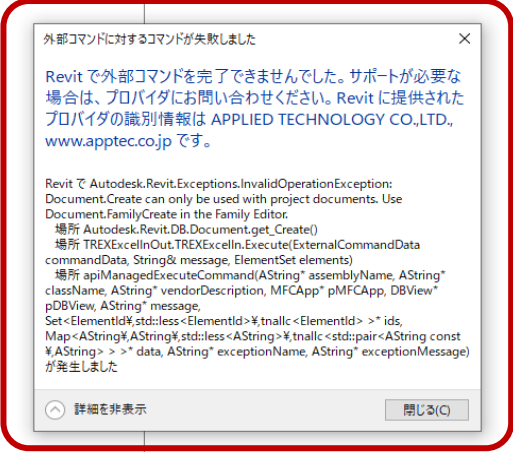 外部コマンドに対するコマンドが失敗しました
Revit で外部コマンドを完了できませんでした。サポートが必要な
場合は、プロバイダにお問い合わせください。Revit に提供された
プロバイダの識別情報は APPLIED TECHNOLOGY CO.,LTD.,
www.apptec.co.jp です。
Revit で Autodesk.Revit.Exceptions.InvalidOperationException:
Document.Create can only be used with project documents. Use
Document.FamilyCreate in the Family Editor.
場所 Autodesk.Revit.DB.Document.get_Create()
場所 TREXExcelInOut.TREXExcelIn.Execute(ExternalCommandData
commandData, String& message, ElementSet elements)
場所 apiManagedExecuteCommand(AString* assemblyName, AString*
className, AString* vendorDescription, MFCApp* pMFCApp, DBView*
pDBView, AString* message,
Set<ElementId¥,std::less<ElementId>¥,tnallc<ElementId> >* ids,
Map<AString¥,AString¥,std::less<AString>¥,tnallc<std::pair<AString const
¥,AString> > >* data, AString* exceptionName, AString* exceptionMessage)
が発生しました
詳細を非表示
閉じる(C)